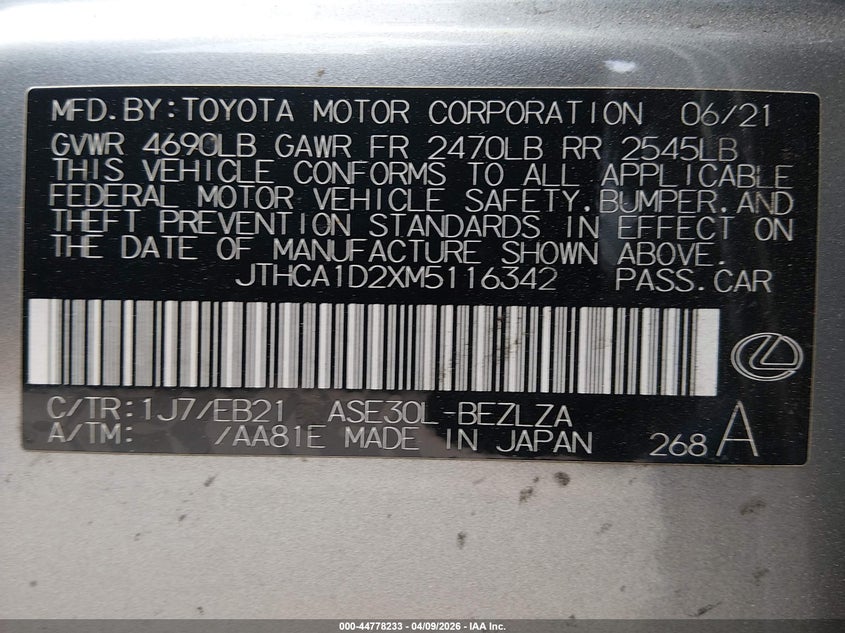 MFD.BY:TOYOTA MOTOR CORPORATION 06/21
GVWR 4690LB GAWR FR 2470LB RR 2545LB
THIS VEHICLE CONFORMS TO ALL APPLICABLE
FEDERAL MOTOR VEHICLE SAFETY,BUMPER,AND
THEFT PREVENTION STANDARDS IN EFFECT ON
THE DATE OF MANUFACTURE SHOWN ABOVE.
JTHCA1D2XM5116342 PASS.CAR
C/TR:1J7/EB21 ASE30L-BEZLZA
A/TM: /AA81E MADE IN JAPAN 268 A
000-44778233 - 04/09/2026 - IAA Inc.